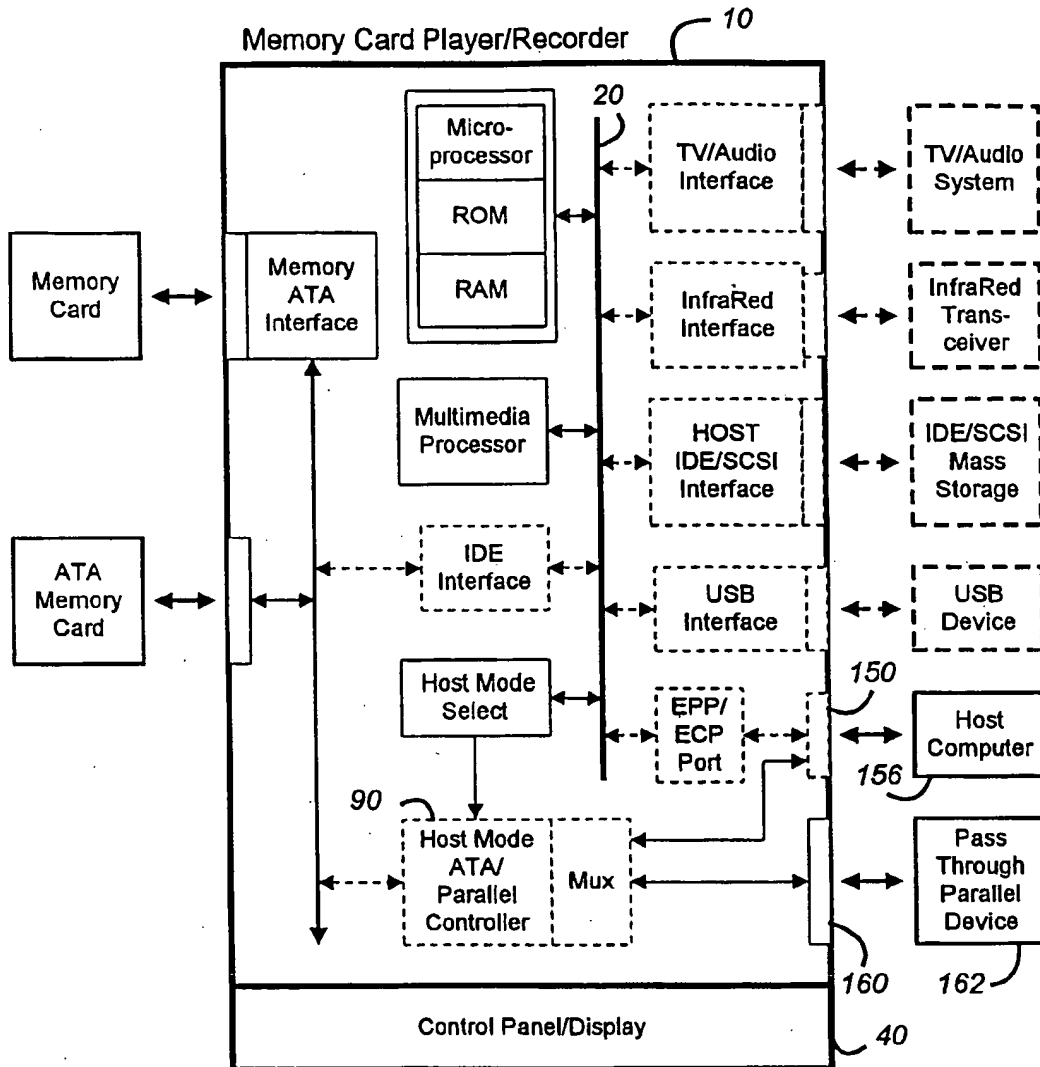 10
Memory Card Player/Recorder
20
Micro-
processor
ROM
RAM
TV/Audio
Interface
TV/Audio
System
Memory
Card
Memory
ATA
Interface
InfraRed
Interface
InfraRed
Trans-
ceiver
Multimedia
Processor
HOST
IDE/SCSI
Interface
IDE/SCSI
Mass
Storage
ATA
Memory
Card
IDE
Interface
USB
Interface
USB
Device
Host Mode
Select
EPP/
ECP
Port
150
Host
Computer
156
90
Host Mode
ATA/
Parallel
Controller
Mux
Pass
Through
Parallel
Device
160
162
Control Panel/Display
40